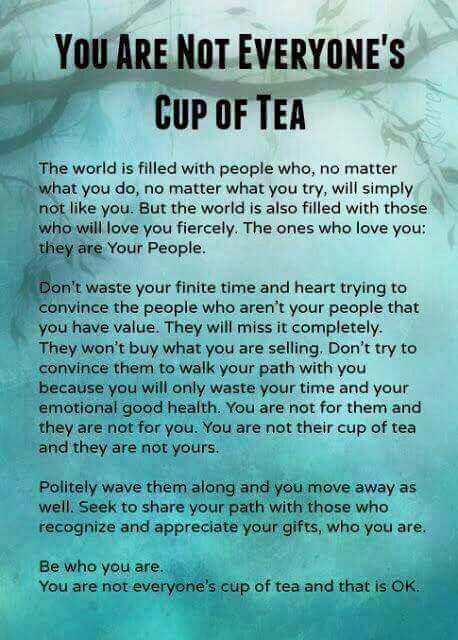 You Are Not Everyone's
Cup of Tea
The world is filled with people who, no matter
what you do, no matter what you try, will simply
not like you. But the world is also filled with those
who will love you fiercely. The ones who love you:
they are Your People.
Don't waste your finite time and heart trying to
convince the people who aren't your people that
you have value. They will miss it completely.
They won't buy what you are selling. Don't try to
convince them to walk your path with you
because you will only waste your time and your
emotional good health. You are not for them and
they are not for you. You are not their cup of tea
and they are not yours.
Politely wave them along and you move away as
well. Seek to share your path with those who
recognize and appreciate your gifts, who you are.
Be who you are.
You are not everyone's cup of tea and that is OK.